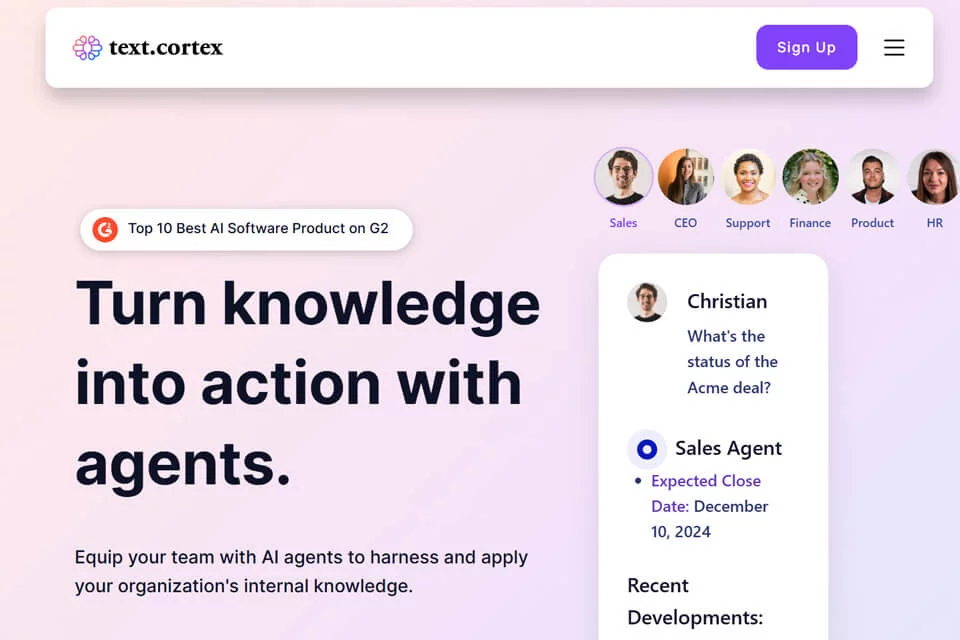 text.cortex
Sign Up
Sales
CEO
Support
Finance
Product
HR
Top 10 Best AI Software Product on G2
Turn knowledge
into action with
agents.
Equip your team with AI agents to harness and apply
your organization's internal knowledge.
Christian
What's the
status of the
Acme deal?
Sales Agent
• Expected Close
Date: December
10, 2024
Recent
Developments: